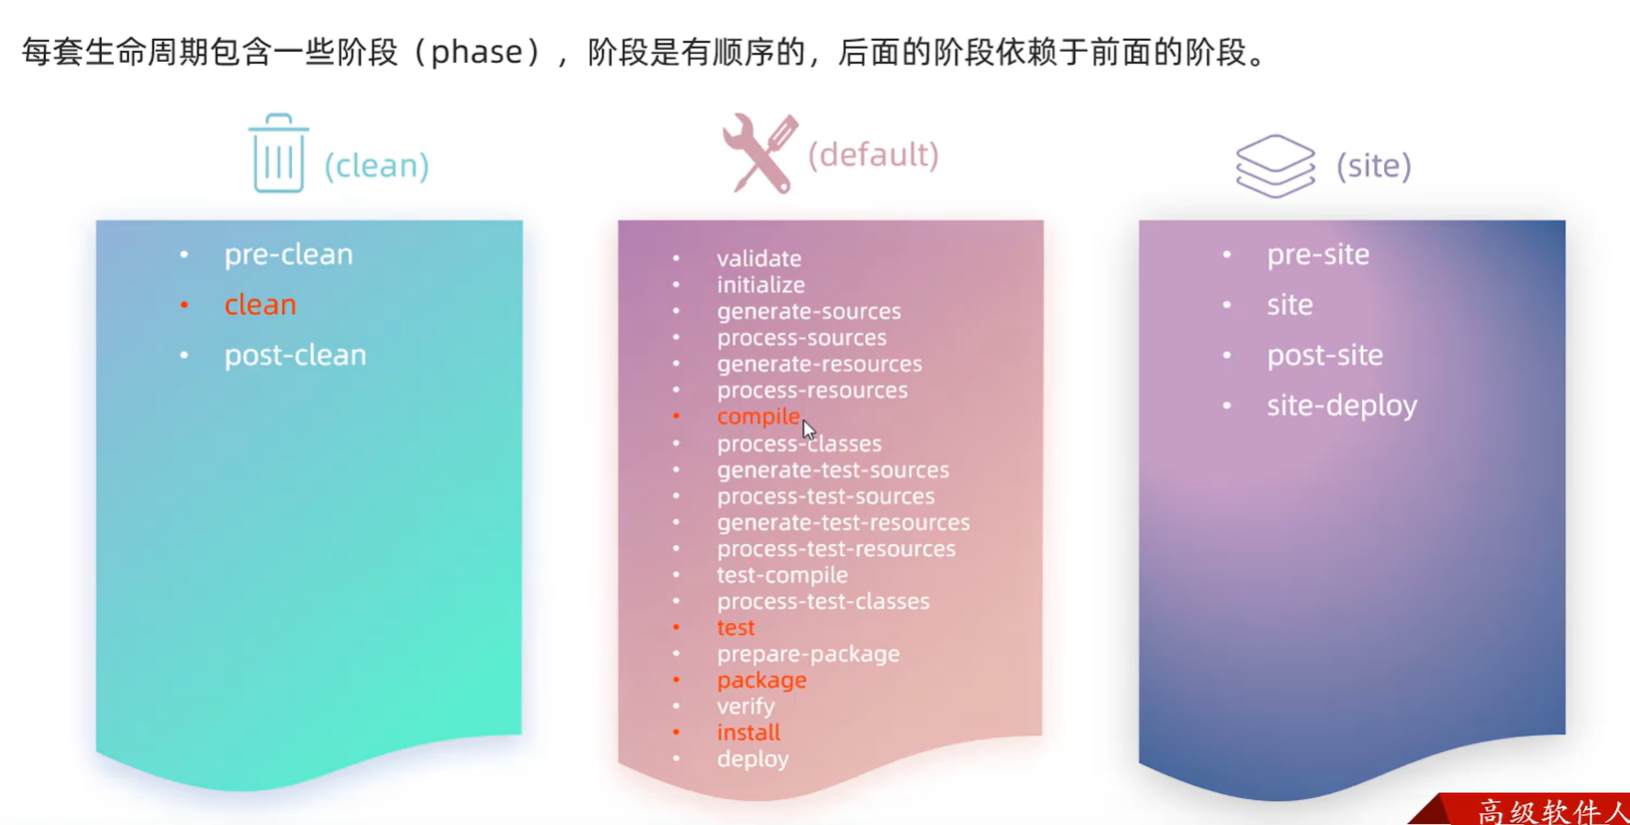 每套生命周期包含一些阶段（phase），阶段是有顺序的，后面的阶段依赖于前面的阶段。
(clean)
• pre-clean
• clean
• post-clean
(default)
• validate
• initialize
• generate-sources
• process-sources
• generate-resources
• process-resources
• compile
• process-classes
• generate-test-sources
• process-test-sources
• generate-test-resources
• process-test-resources
• test-compile
• process-test-classes
• test
• prepare-package
• package
• verify
• install
• deploy
(site)
• pre-site
• site
• post-site
• site-deploy
高级软件人